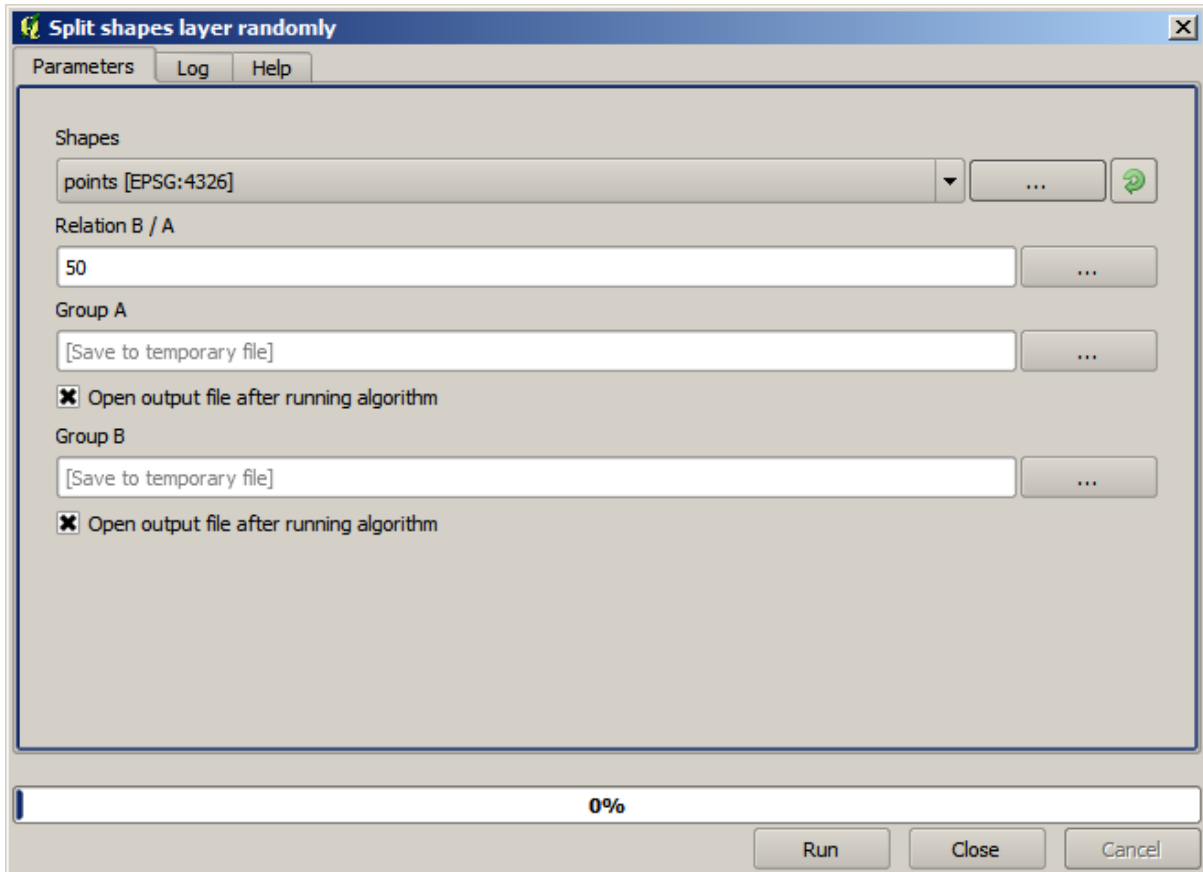 Split shapes layer randomly
Parameters Log Help
Shapes
points [EPSG:4326] ...
Relation B / A
50 ...
Group A
[Save to temporary file] ...
Open output file after running algorithm
Group B
[Save to temporary file] ...
Open output file after running algorithm
0%
Run Close Cancel